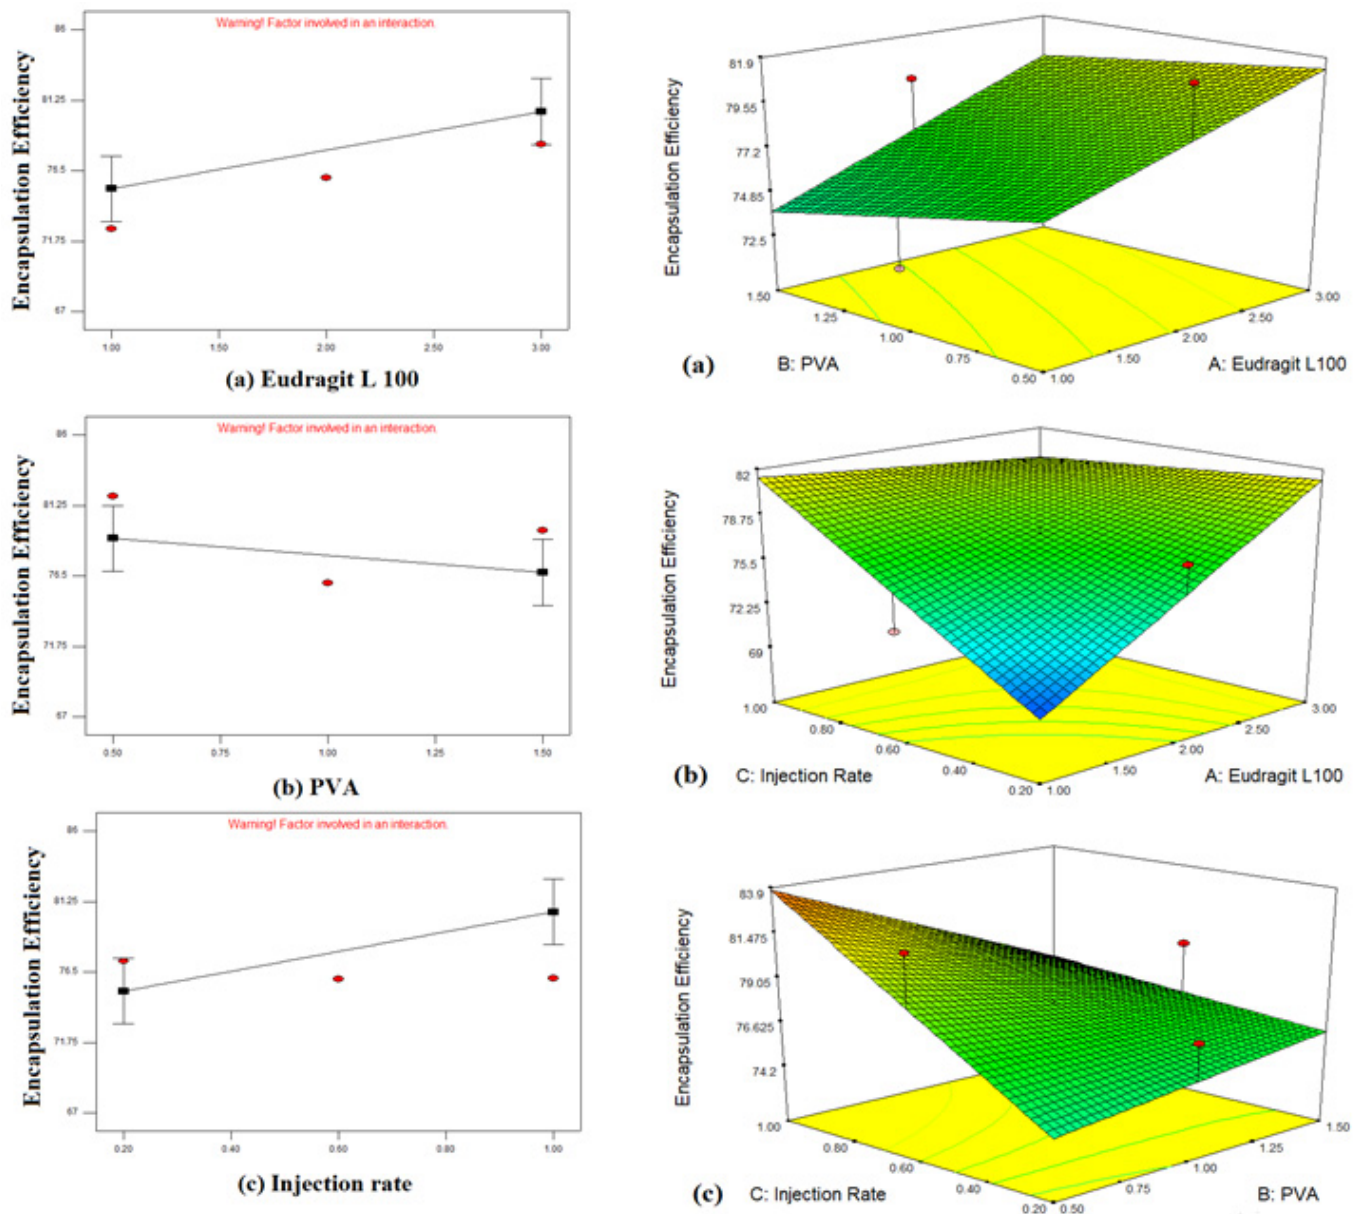 Warning! Factor involved in an interaction.
Encapsulation Efficiency
86
81.25
76.5
71.75
67
1.00 1.50 2.00 2.50 3.00
(a) Eudragit L 100
Warning! Factor involved in an interaction.
Encapsulation Efficiency
86
81.25
76.5
71.75
67
0.50 0.75 1.00 1.25 1.50
(b) PVA
Warning! Factor involved in an interaction.
Encapsulation Efficiency
86
81.25
76.5
71.75
67
0.20 0.40 0.60 0.80 1.00
(c) Injection rate
Encapsulation Efficiency
81.9
79.55
77.2
74.85
72.5
1.50 1.25 1.00 0.75 0.50
1.00 1.50 2.00 2.50 3.00
(a) B: PVA A: Eudragit L100
Encapsulation Efficiency
82
78.75
75.5
72.25
69
1.00 0.80 0.60 0.40 0.20
1.00 1.50 2.00 2.50 3.00
(b) C: Injection Rate A: Eudragit L100
Encapsulation Efficiency
83.9
81.475
79.05
76.625
74.2
1.00 0.80 0.60 0.40 0.20
0.50 0.75 1.00 1.25 1.50
(c) C: Injection Rate B: PVA